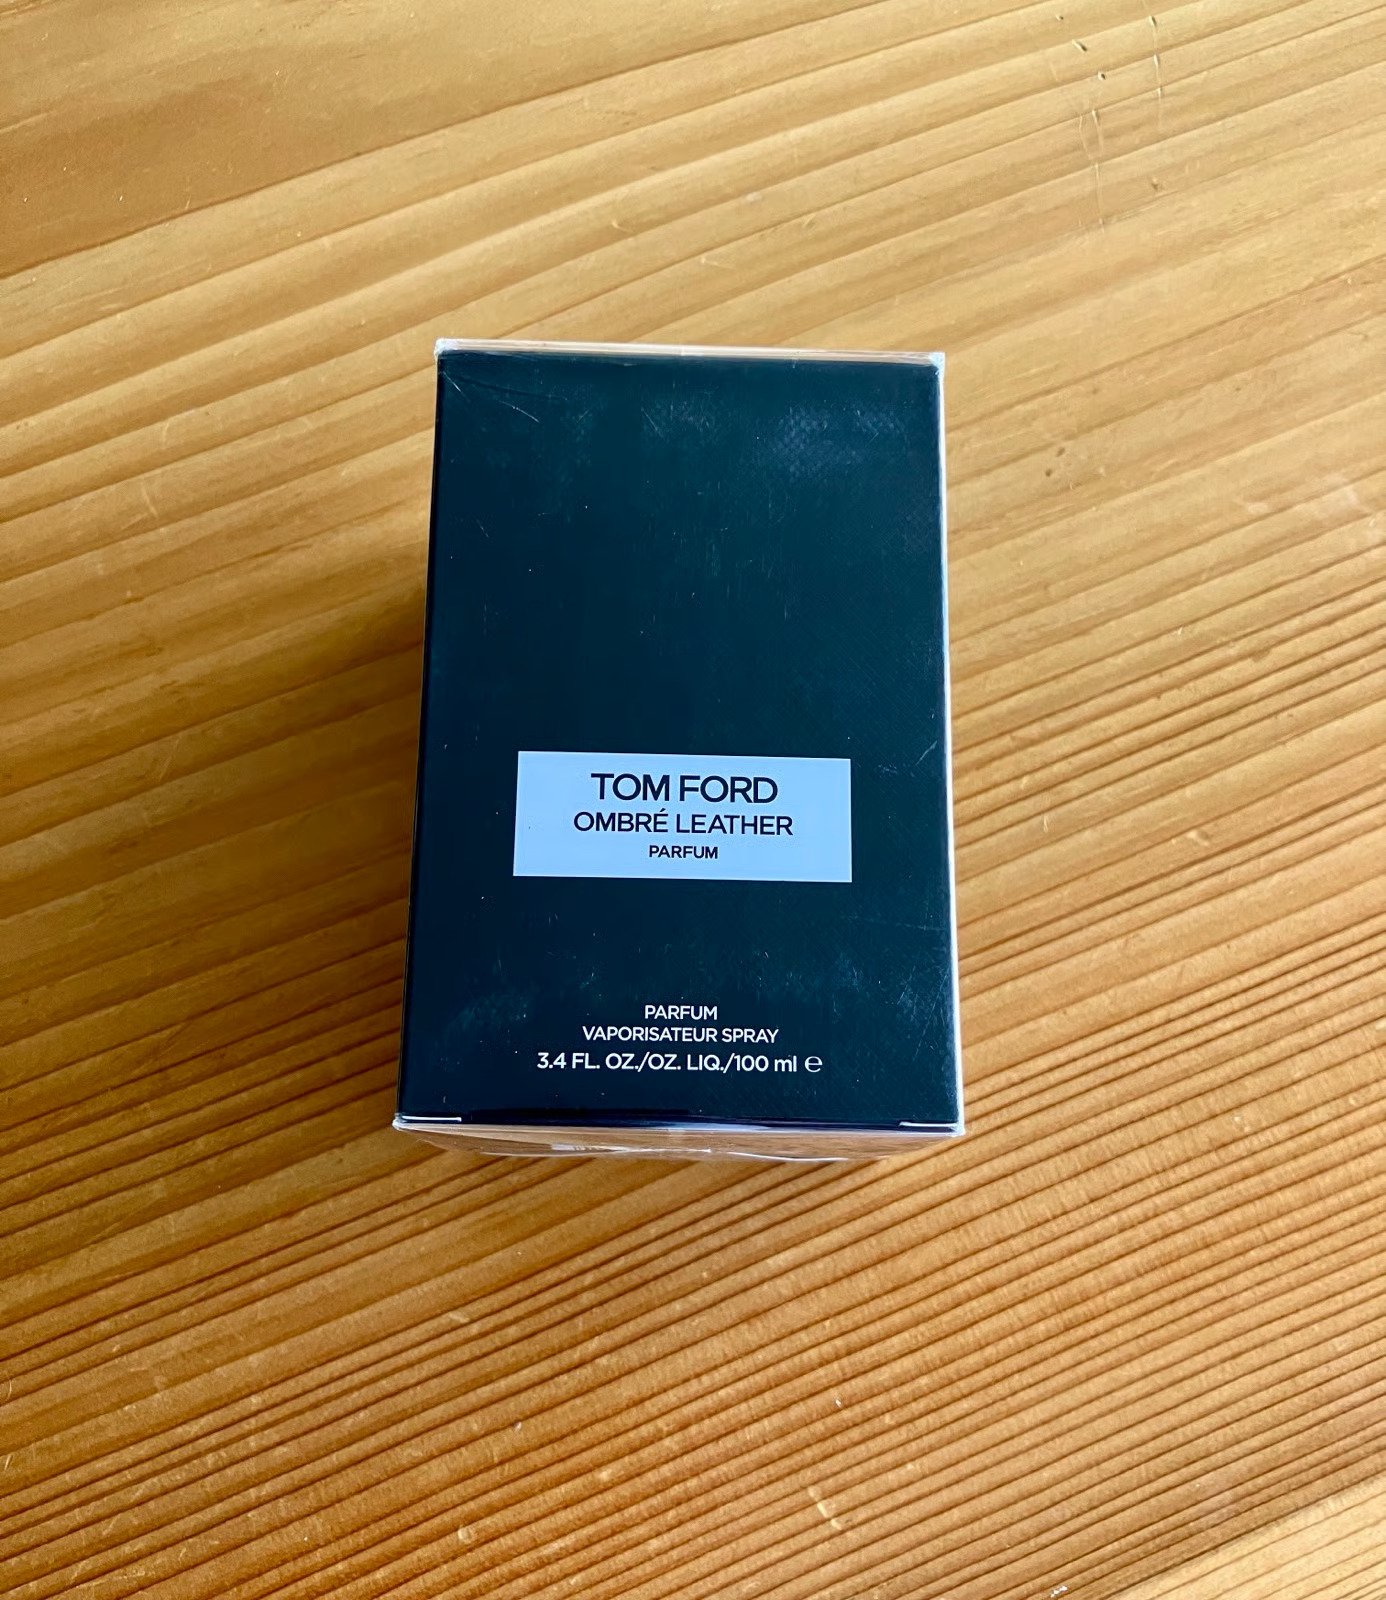 TOM FORD
OMBRÉ LEATHER
PARFUM
PARFUM
VAPORISATEUR SPRAY
3.4 FL. OZ./OZ. LIQ./100 ml ℮